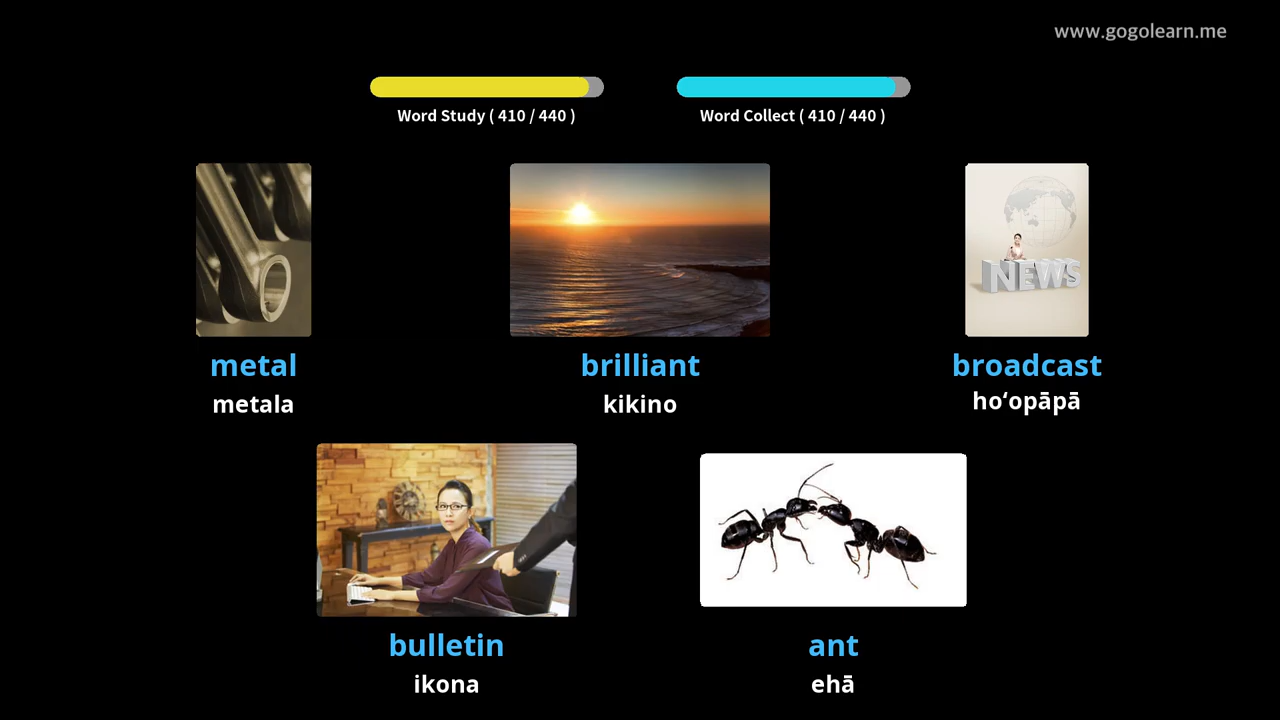 www.gogolearn.me
Word Study ( 410 / 440 )
Word Collect ( 410 / 440 )
NEWS
metal
metala
brilliant
kikino
broadcast
hoʻopāpā
bulletin
ikona
ant
ehā